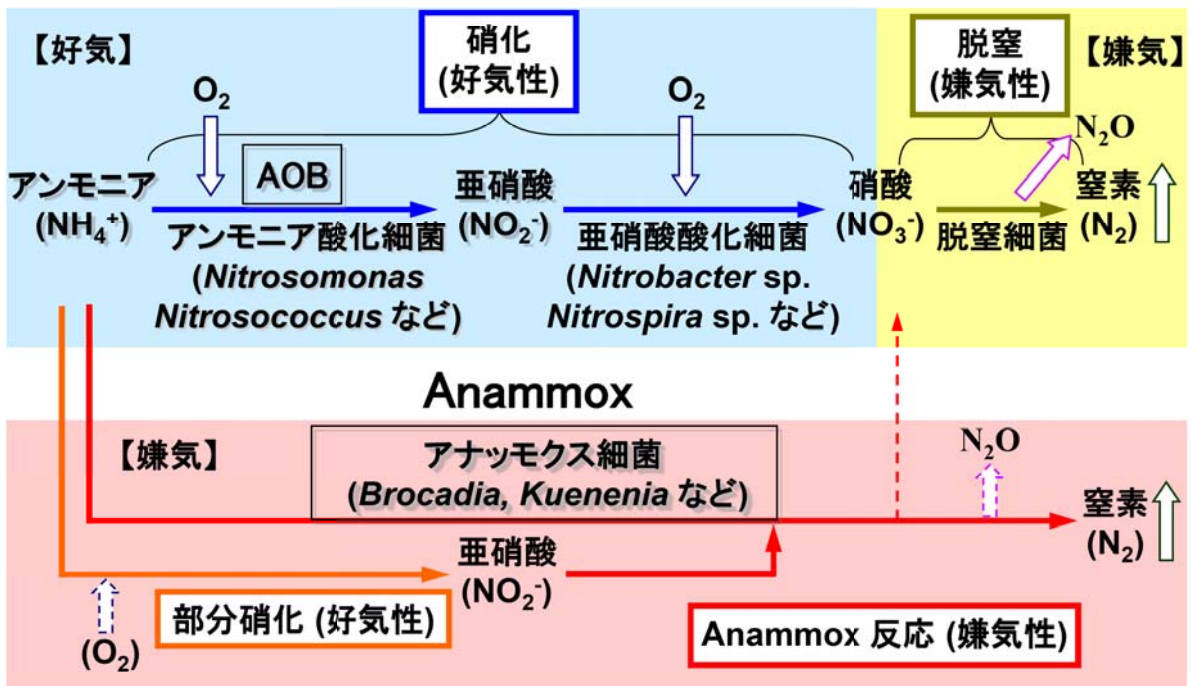 【好気】
硝化
(好気性)
脱窒
(嫌気性)
【嫌気】
O₂
O₂
N₂O
アンモニア
(NH₄⁺)
AOB
亜硝酸
(NO₂⁻)
硝酸
(NO₃⁻)
窒素
(N₂)
アンモニア酸化細菌
(Nitrosomonas
Nitrosococcus など)
亜硝酸酸化細菌
(Nitrobacter sp.
Nitrospira sp. など)
脱窒細菌
Anammox
【嫌気】
アナッモクス細菌
(Brocadia, Kuenenia など)
N₂O
窒素
(N₂)
亜硝酸
(NO₂⁻)
部分硝化 (好気性)
(O₂)
Anammox 反応 (嫌気性)